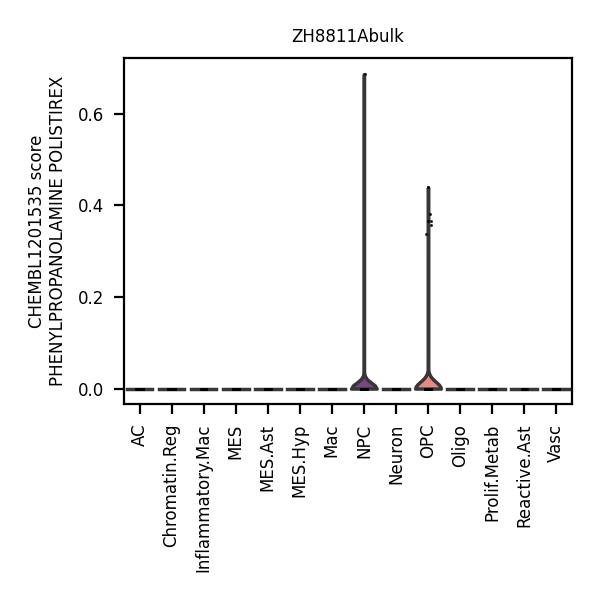 ZH8811Abulk
CHEMBL1201535 score
PHENYLPROPANOLAMINE POLISTIREX
0.6
0.4
0.2
0.0
AC
Chromatin.Reg
Inflammatory.Mac
MES
MES.Ast
MES.Hyp
Mac
NPC
Neuron
OPC
Oligo
Prolif.Metab
Reactive.Ast
Vasc